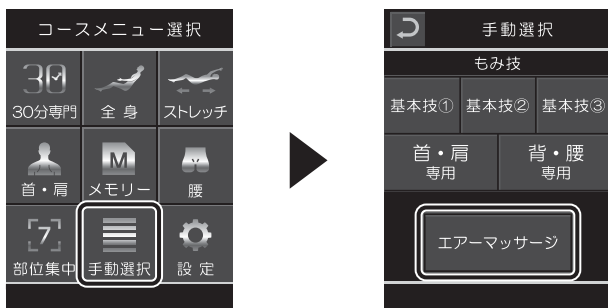 コースメニュー選択
30
30分専門
全身
ストレッチ
首・肩
M
メモリー
腰
7
部位集中
手動選択
設定
手動選択
もみ技
基本技① 基本技② 基本技③
首・肩
専用
背・腰
専用
エアーマッサージ